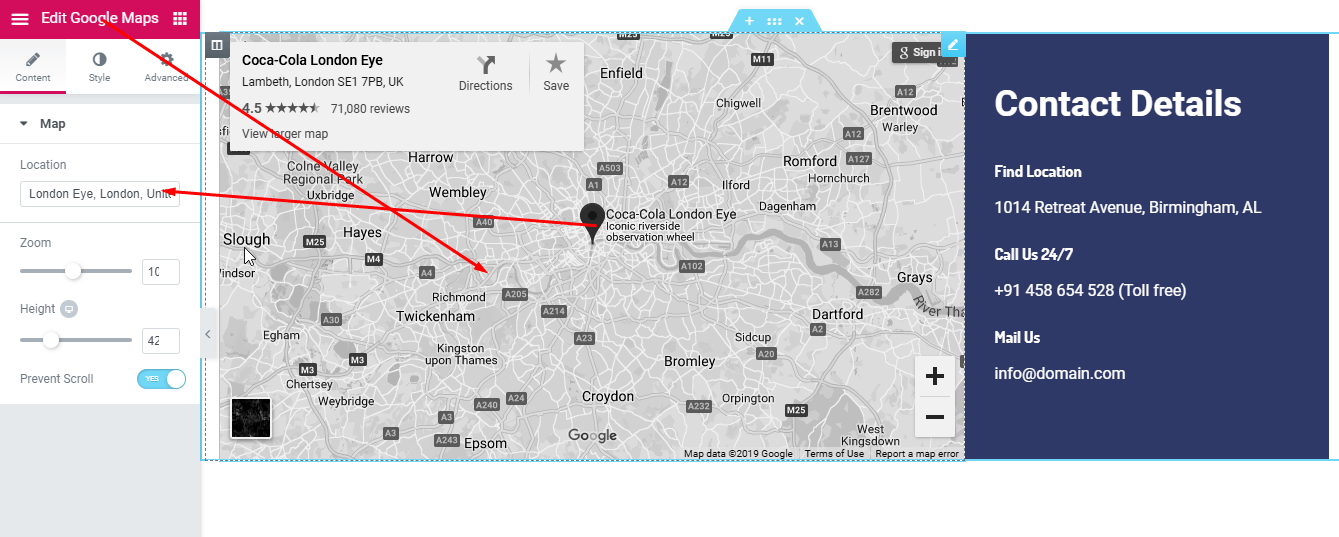 Edit Google Maps
Content
Style
Advanced
Map
Location
London Eye, London, Unit
Zoom
10
Height
42
Prevent Scroll
YES
Coca-Cola London Eye
Lambeth, London SE1 7PB, UK
4.5 71,080 reviews
View larger map
Directions
Save
Sign i
M25
M25
M11
Enfield
Chigwell
A12
Brentwood
Warley
A12
Harrow
Colne Valley
Regional Park
Uxbridge
Wembley
A503
A1
A12
Ilford
Romford
A127
Hornchurch
Dagenham
Coca-Cola London Eye
Iconic riverside
observation wheel
A40
Slough
M25
Hayes
M4
A4
indsor
A13
A102
Grays
A282
River Tha
Richmond
A205
Twickenham
A214
A30
Egham
A23
Dartford
A2
Sidcup
A20
Kingston
upon Thames
M3
M3
Chertsey
Weybridge
Bromley
Croydon
A24
A240
A3
A3
A243
Epsom
A232
Orpington
M25
West
Kingsdown
Google
Map data ©2019 Google
Terms of Use
Report a map error
Contact Details
Find Location
1014 Retreat Avenue, Birmingham, AL
Call Us 24/7
+91 458 654 528 (Toll free)
Mail Us
info@domain.com